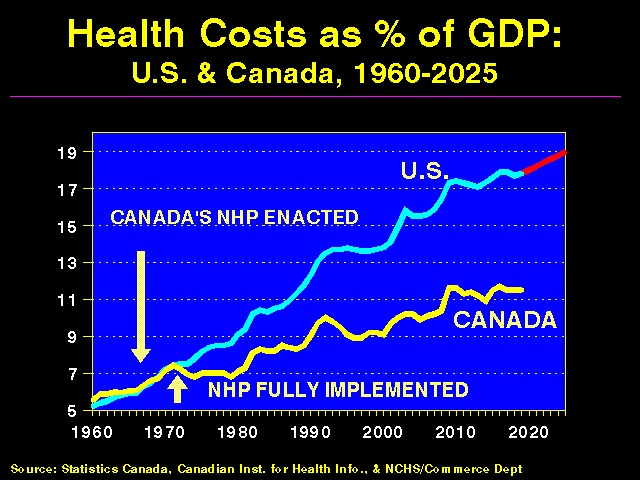 Health Costs as % of GDP:
U.S. & Canada, 1960-2025
19
17
15
13
11
9
7
5
U.S.
CANADA'S NHP ENACTED
CANADA
NHP FULLY IMPLEMENTED
1960 1970 1980 1990 2000 2010 2020
Source: Statistics Canada, Canadian Inst. for Health Info., & NCHS/Commerce Dept